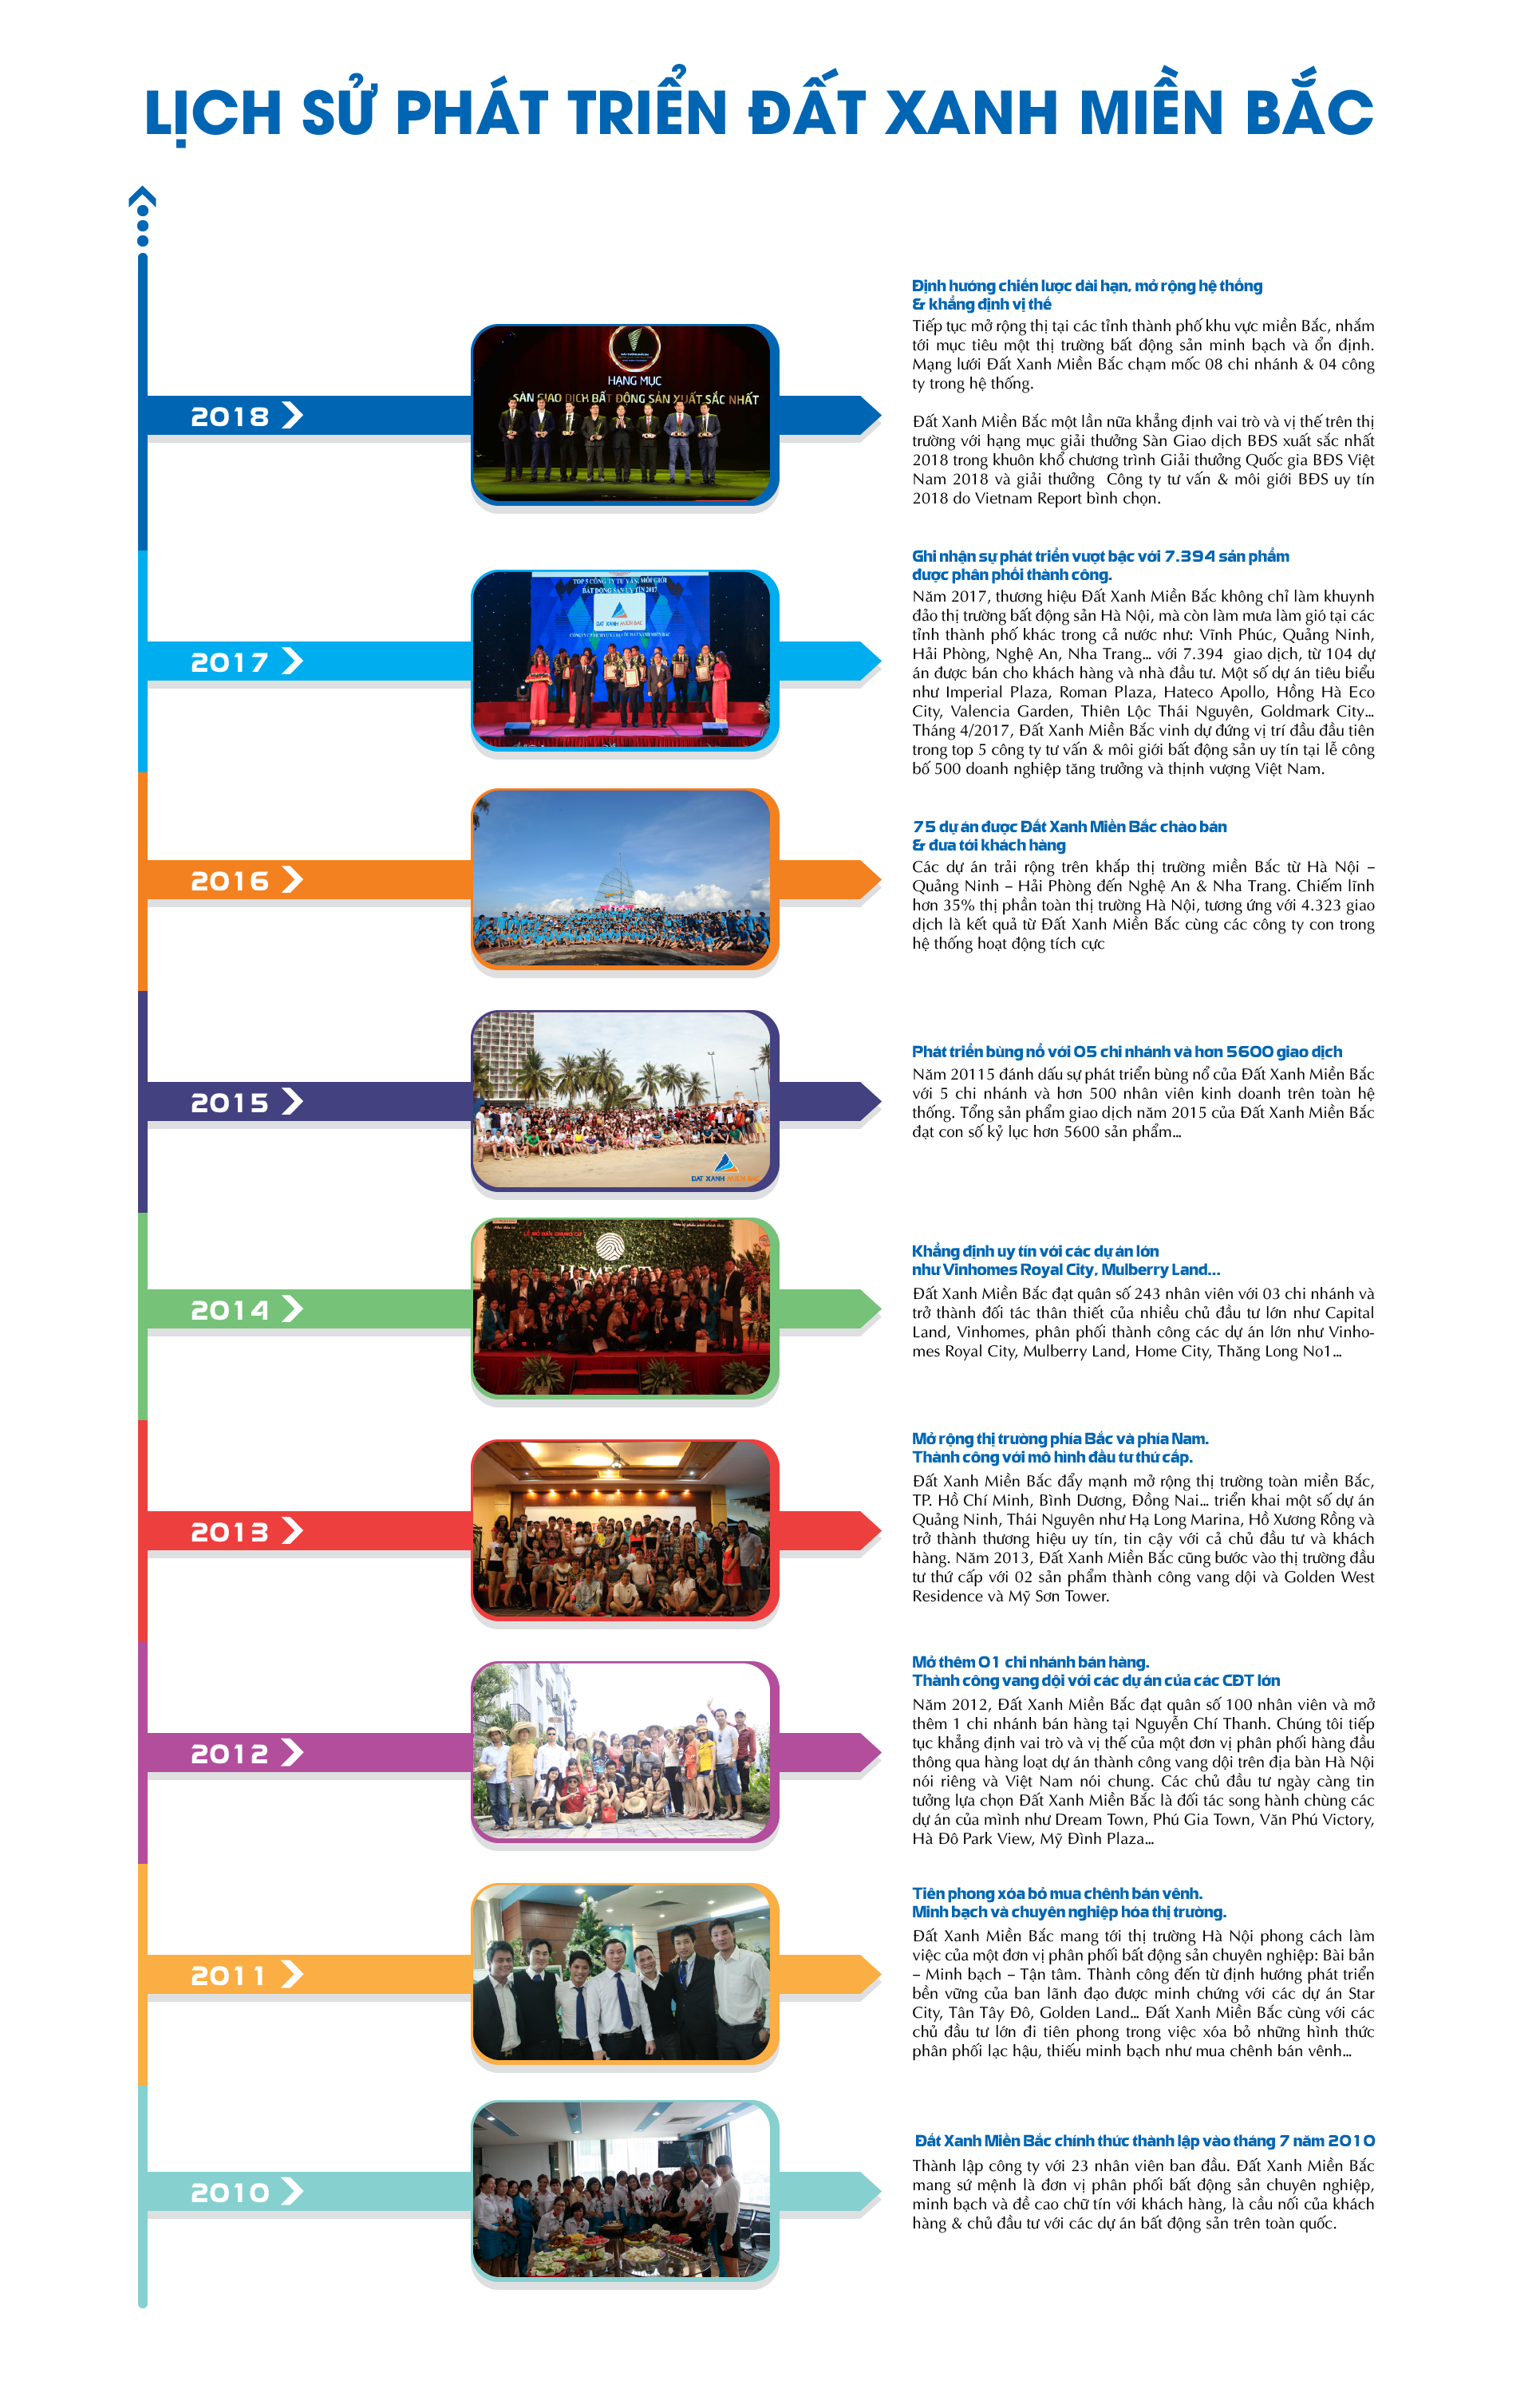 LỊCH SỬ PHÁT TRIỂN ĐẤT XANH MIỀN BẮC
2018
HẠNG MỤC
SÀN GIAO DỊCH BẤT ĐỘNG SẢN XUẤT SẮC NHẤT
Định hướng chiến lược dài hạn, mở rộng hệ thống
& khẳng định vị thế
Tiếp tục mở rộng thị tại các tỉnh thành phố khu vực miền Bắc, nhắm
tới mục tiêu một thị trường bất động sản minh bạch và ổn định.
Mạng lưới Đất Xanh Miền Bắc chạm mốc 08 chi nhánh & 04 công
ty trong hệ thống.
Đất Xanh Miền Bắc một lần nữa khẳng định vai trò và vị thế trên thị
trường với hạng mục giải thưởng Sàn Giao dịch BĐS xuất sắc nhất
2018 trong khuôn khổ chương trình Giải thưởng Quốc gia BĐS Việt
Nam 2018 và giải thưởng Công ty tư vấn & môi giới BĐS uy tín
2018 do Vietnam Report bình chọn.
2017
TOP 5 CÔNG TY TƯ VẤN, MÔI GIỚI
BẤT ĐỘNG SẢN UY TÍN 2017
ĐẤT XANH MIỀN BẮC
Ghi nhận sự phát triển vượt bậc với 7.394 sản phẩm
được phân phối thành công.
Năm 2017, thương hiệu Đất Xanh Miền Bắc không chỉ làm khuynh
đảo thị trường bất động sản Hà Nội, mà còn làm mưa làm gió tại các
tỉnh thành phố khác trong cả nước như: Vĩnh Phúc, Quảng Ninh,
Hải Phòng, Nghệ An, Nha Trang... với 7.394 giao dịch, từ 104 dự
án được bán cho khách hàng và nhà đầu tư. Một số dự án tiêu biểu
như Imperial Plaza, Roman Plaza, Hateco Apollo, Hồng Hà Eco
City, Valencia Garden, Thiên Lộc Thái Nguyên, Goldmark City...
Tháng 4/2017, Đất Xanh Miền Bắc vinh dự đứng vị trí đầu đầu tiên
trong top 5 công ty tư vấn & môi giới bất động sản uy tín tại lễ công
bố 500 doanh nghiệp tăng trưởng và thịnh vượng Việt Nam.
2016
75 dự án được Đất Xanh Miền Bắc chào bán
& đưa tới khách hàng
Các dự án trải rộng trên khắp thị trường miền Bắc từ Hà Nội –
Quảng Ninh – Hải Phòng đến Nghệ An & Nha Trang. Chiếm lĩnh
hơn 35% thị phần toàn thị trường Hà Nội, tương ứng với 4.323 giao
dịch là kết quả từ Đất Xanh Miền Bắc cùng các công ty con trong
hệ thống hoạt động tích cực
2015
ĐẤT XANH MIỀN BẮC
Phát triển bùng nổ với 05 chi nhánh và hơn 5600 giao dịch
Năm 20115 đánh dấu sự phát triển bùng nổ của Đất Xanh Miền Bắc
với 5 chi nhánh và hơn 500 nhân viên kinh doanh trên toàn hệ
thống. Tổng sản phẩm giao dịch năm 2015 của Đất Xanh Miền Bắc
đạt con số kỷ lục hơn 5600 sản phẩm...
2014
LỄ MỞ BÁN CHUNG CƯ
HOME CITY
Khẳng định uy tín với các dự án lớn
như Vinhomes Royal City, Mulberry Land...
Đất Xanh Miền Bắc đạt quân số 243 nhân viên với 03 chi nhánh và
trở thành đối tác thân thiết của nhiều chủ đầu tư lớn như Capital
Land, Vinhomes, phân phối thành công các dự án lớn như Vinho-
mes Royal City, Mulberry Land, Home City, Thăng Long No1...
2013
Mở rộng thị trường phía Bắc và phía Nam.
Thành công với mô hình đầu tư thứ cấp.
Đất Xanh Miền Bắc đẩy mạnh mở rộng thị trường toàn miền Bắc,
TP. Hồ Chí Minh, Bình Dương, Đồng Nai... triển khai một số dự án
Quảng Ninh, Thái Nguyên như Hạ Long Marina, Hồ Xương Rồng và
trở thành thương hiệu uy tín, tin cậy với cả chủ đầu tư và khách
hàng. Năm 2013, Đất Xanh Miền Bắc cũng bước vào thị trường đầu
tư thứ cấp với 02 sản phẩm thành công vang dội và Golden West
Residence và Mỹ Sơn Tower.
2012
Mở thêm 01 chi nhánh bán hàng.
Thành công vang dội với các dự án của các CĐT lớn
Năm 2012, Đất Xanh Miền Bắc đạt quân số 100 nhân viên và mở
thêm 1 chi nhánh bán hàng tại Nguyễn Chí Thanh. Chúng tôi tiếp
tục khẳng định vai trò và vị thế của một đơn vị phân phối hàng đầu
thông qua hàng loạt dự án thành công vang dội trên địa bàn Hà Nội
nói riêng và Việt Nam nói chung. Các chủ đầu tư ngày càng tin
tưởng lựa chọn Đất Xanh Miền Bắc là đối tác song hành chùng các
dự án của mình như Dream Town, Phú Gia Town, Văn Phú Victory,
Hà Đô Park View, Mỹ Đình Plaza...
2011
Tiên phong xóa bỏ mua chênh bán vênh.
Minh bạch và chuyên nghiệp hóa thị trường.
Đất Xanh Miền Bắc mang tới thị trường Hà Nội phong cách làm
việc của một đơn vị phân phối bất động sản chuyên nghiệp: Bài bản
– Minh bạch – Tận tâm. Thành công đến từ định hướng phát triển
bền vững của ban lãnh đạo được minh chứng với các dự án Star
City, Tân Tây Đô, Golden Land... Đất Xanh Miền Bắc cùng với các
chủ đầu tư lớn đi tiên phong trong việc xóa bỏ những hình thức
phân phối lạc hậu, thiếu minh bạch như mua chênh bán vênh...
2010
Đất Xanh Miền Bắc chính thức thành lập vào tháng 7 năm 2010
Thành lập công ty với 23 nhân viên ban đầu. Đất Xanh Miền Bắc
mang sứ mệnh là đơn vị phân phối bất động sản chuyên nghiệp,
minh bạch và đề cao chữ tín với khách hàng, là cầu nối của khách
hàng & chủ đầu tư với các dự án bất động sản trên toàn quốc.